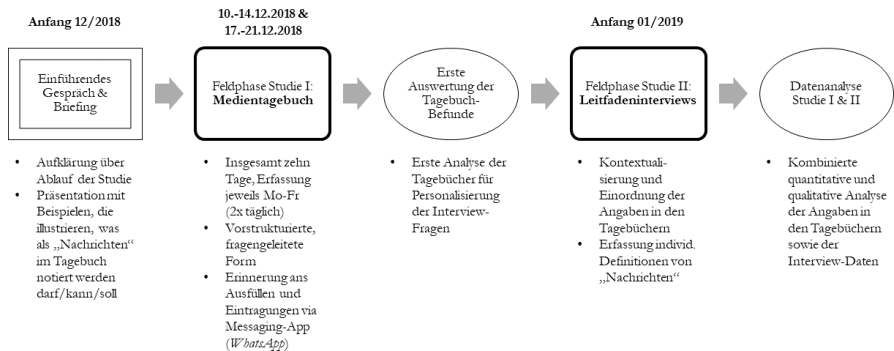 Anfang 12/2018
10.-14.12.2018 &
17.-21.12.2018
Anfang 01/2019
Einführendes
Gespräch &
Briefing
Feldphase Studie I:
Medientagebuch
Erste
Auswertung der
Tagebuch-
Befunde
Feldphase Studie II:
Leitfadeninterviews
Datenanalyse
Studie I & II
• Aufklärung über
Ablauf der Studie
• Präsentation mit
Beispielen, die
illustrieren, was
als „Nachrichten“
im Tagebuch
notiert werden
darf/kann/soll
• Insgesamt zehn
Tage, Erfassung
jeweils Mo-Fr
(2x täglich)
• Vorstrukturierte,
fragengeleitete
Form
• Erinnerung ans
Ausfüllen und
Eintragungen via
Messaging-App
(WhatsApp)
• Erste Analyse der
Tagebücher für
Personalisierung
der Interview-
Fragen
• Kontextuali-
sierung und
Einordnung der
Angaben in den
Tagebüchern
• Erfassung individ.
Definitionen von
„Nachrichten“
• Kombinierte
quantitative und
qualitative Analyse
der Angaben in
den Tagebüchern
sowie der
Interview-Daten